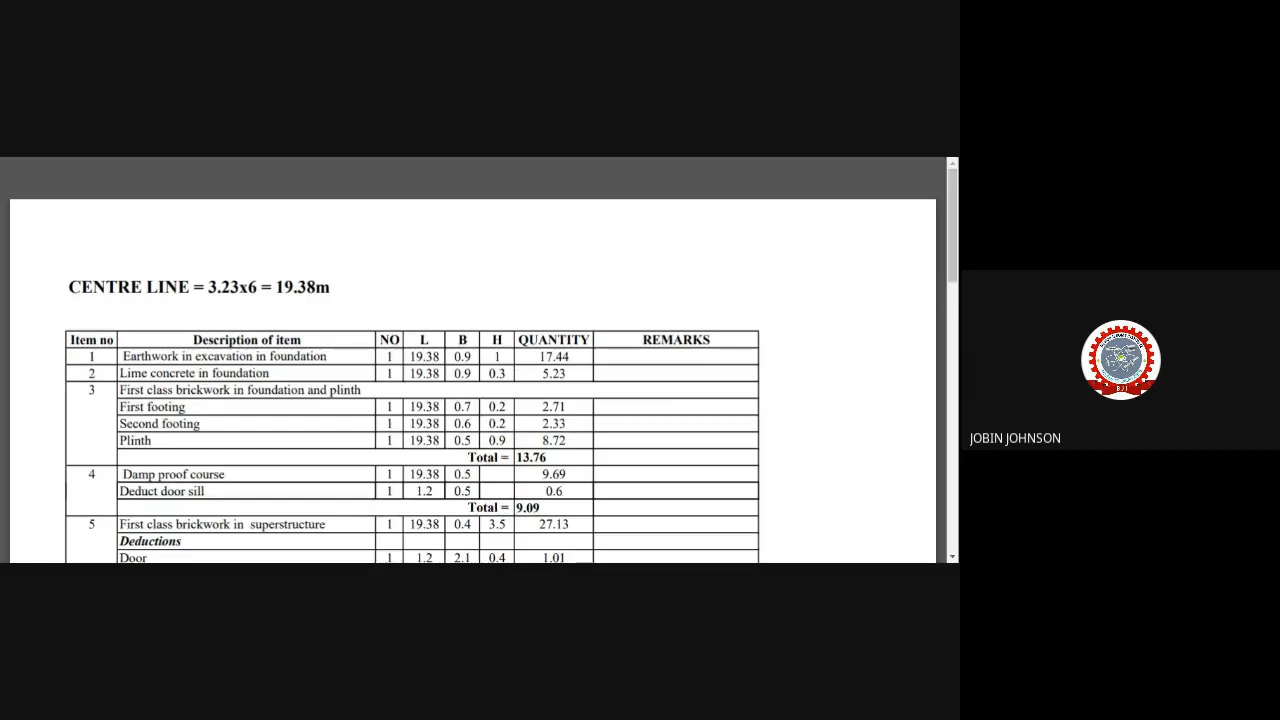 CENTRE LINE = 3.23x6 = 19.38m
Item no Description of item NO L B H QUANTITY REMARKS
1 Earthwork in excavation in foundation 1 19.38 0.9 1 17.44
2 Lime concrete in foundation 1 19.38 0.9 0.3 5.23
3 First class brickwork in foundation and plinth
First footing 1 19.38 0.7 0.2 2.71
Second footing 1 19.38 0.6 0.2 2.33
Plinth 1 19.38 0.5 0.9 8.72
Total = 13.76
4 Damp proof course 1 19.38 0.5 9.69
Deduct door sill 1 1.2 0.5 0.6
Total = 9.09
5 First class brickwork in superstructure 1 19.38 0.4 3.5 27.13
Deductions
Door 1 1.2 2.1 0.4 1.01
JOBIN JOHNSON
BJI